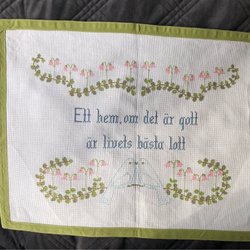 Ett hem, om det är gott
är livets bästa lott